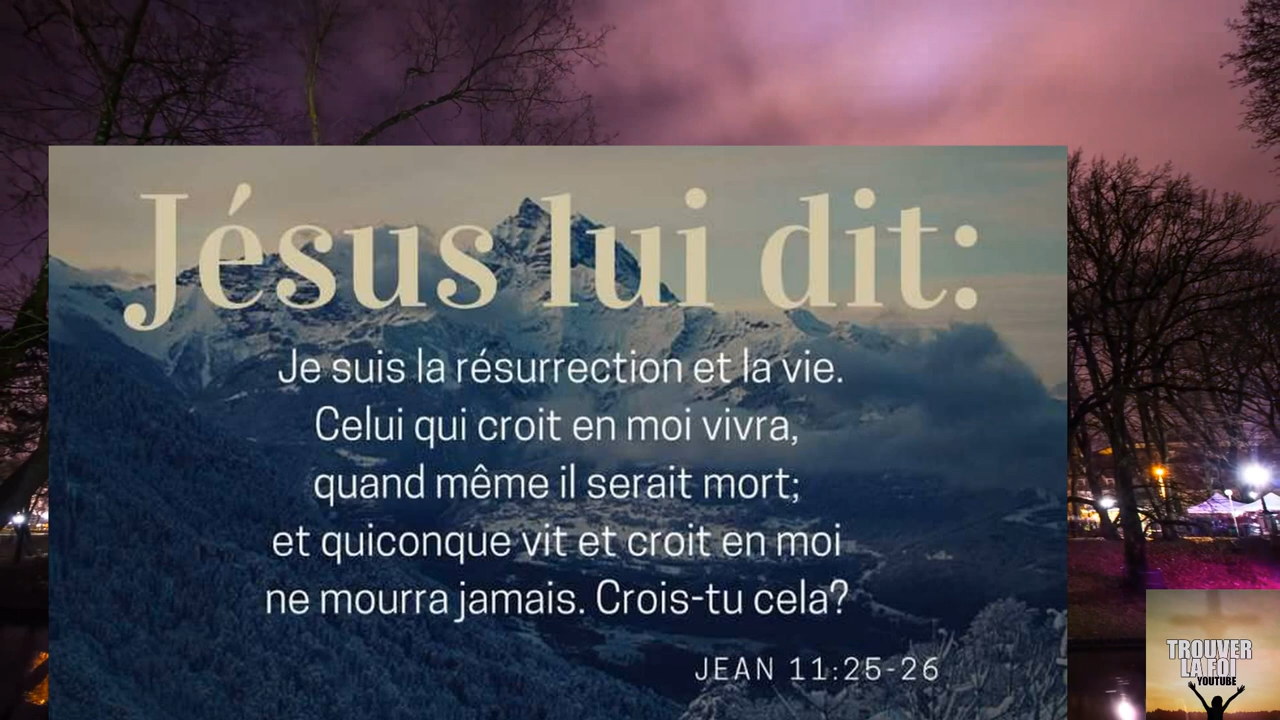 Jésus lui dit:
Je suis la résurrection et la vie.
Celui qui croit en moi vivra,
quand même il serait mort;
et quiconque vit et croit en moi
ne mourra jamais. Crois-tu cela?
JEAN 11:25-26
TROUVER
LA FOI
YOUTUBE